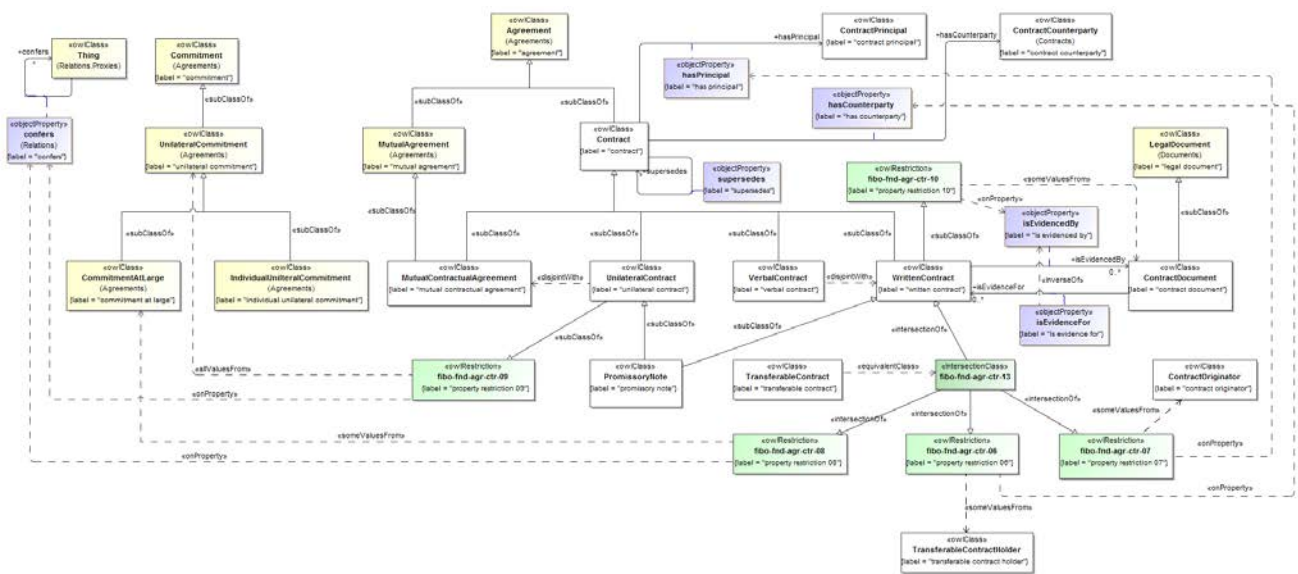 «owlClass»
Thing
(Relations.Proxies)
[label = "thing"]
+confers
*
«objectProperty»
confers
(Relations)
[label = "confers"]
«owlClass»
Commitment
(Agreements)
[label = "commitment"]
«subClassOf»
«owlClass»
UnilateralCommitment
(Agreements)
[label = "unilateral commitment"]
«subClassOf»
«subClassOf»
«owlClass»
CommitmentAtLarge
(Agreements)
[label = "commitment at large"]
«owlClass»
IndividualUniliteralCommitment
(Agreements)
[label = "individual unilateral commitment"]
«owlClass»
Agreement
(Agreements)
[label = "agreement"]
«subClassOf»
«subClassOf»
«owlClass»
MutualAgreement
(Agreements)
[label = "mutual agreement"]
«owlClass»
Contract
[label = "contract"]
+supersedes
«objectProperty»
supersedes
[label = "supersedes"]
+hasPrincipal
«owlClass»
ContractPrincipal
[label = "contract principal"]
«objectProperty»
hasPrincipal
[label = "has principal"]
+hasCounterparty
«owlClass»
ContractCounterparty
(Contracts)
[label = "contract counterparty"]
«objectProperty»
hasCounterparty
[label = "has counterparty"]
«owlClass»
LegalDocument
(Documents)
[label = "legal document"]
«owlRestriction»
fibo-fnd-agr-ctr-10
[label = "property restriction 10"]
«someValuesFrom»
«onProperty»
«objectProperty»
isEvidencedBy
[label = "is evidenced by"]
«subClassOf»
«subClassOf»
«subClassOf»
«subClassOf»
«subClassOf»
«subClassOf»
«subClassOf»
«owlClass»
MutualContractualAgreement
[label = "mutual contractual agreement"]
«disjointWith»
«owlClass»
UnilateralContract
[label = "unilateral contract"]
«owlClass»
VerbalContract
[label = "verbal contract"]
«disjointWith»
«owlClass»
WrittenContract
[label = "written contract"]
+isEvidencedBy
0..*
+isEvidenceFor
0..*
«inverseOf»
«owlClass»
ContractDocument
[label = "contract document"]
«objectProperty»
isEvidenceFor
[label = "is evidence for"]
«subClassOf»
«subClassOf»
«intersectionOf»
«allValuesFrom»
«onProperty»
«owlRestriction»
fibo-fnd-agr-ctr-09
[label = "property restriction 09"]
«owlClass»
PromissoryNote
[label = "promissory note"]
«owlClass»
TransferableContract
[label = "transferable contract"]
«equivalentClass»
«intersectionClass»
fibo-fnd-agr-ctr-13
«owlClass»
ContractOriginator
[label = "contract originator"]
«intersectionOf»
«intersectionOf»
«intersectionOf»
«someValuesFrom»
«someValuesFrom»
«onProperty»
«owlRestriction»
fibo-fnd-agr-ctr-08
[label = "property restriction 08"]
«owlRestriction»
fibo-fnd-agr-ctr-06
[label = "property restriction 06"]
«owlRestriction»
fibo-fnd-agr-ctr-07
[label = "property restriction 07"]
«onProperty»
«onProperty»
«someValuesFrom»
«owlClass»
TransferableContractHolder
[label = "transferable contract holder"]